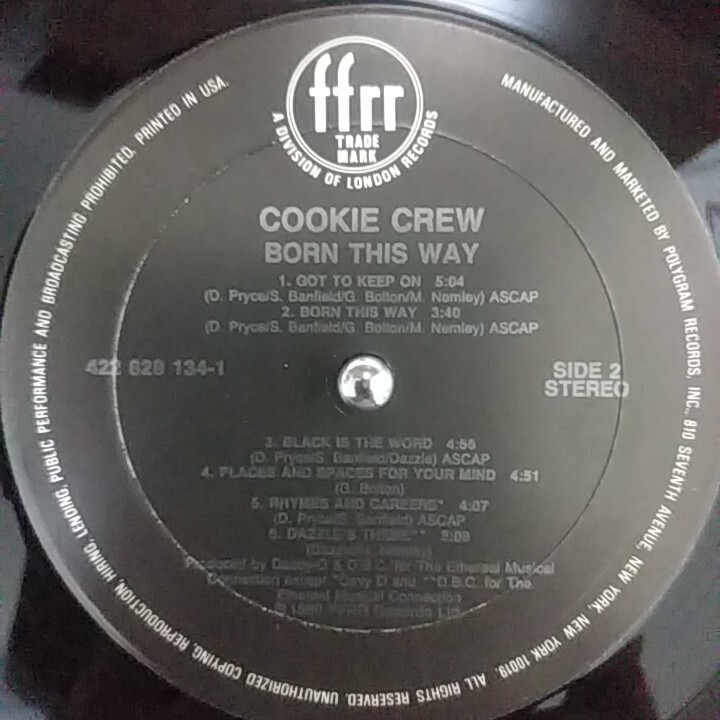 ffrr
TRADE
MARK
A DIVISION OF LONDON RECORDS
COOKIE CREW
BORN THIS WAY
1. GOT TO KEEP ON 5:04
(D. Pryce/S. Banfield/G. Bolton/M. Nemley) ASCAP
2. BORN THIS WAY 3:40
(D. Pryce/S. Banfield/G. Bolton/M. Nemley) ASCAP
422 828 134-1
SIDE 2
STEREO
3. BLACK IS THE WORD 4:56
(D. Pryce/S. Banfield/Dazzle) ASCAP
4. PLACES AND SPACES FOR YOUR MIND 4:51
(G. Bolton)
5. RHYMES AND CAREERS* 4:07
(D. Pryce/S. Banfield) ASCAP
6. DAZZLE'S THEME**
Nemley)
Produced by Daddy-O & D.B.C. for The Ethereal Musical
Connection except D and **D.B.C. for The
Ethereal Musical Connection
Records Ltd.
MANUFACTURED AND MARKETED BY POLYGRAM RECORDS, INC., 810 SEVENTH AVENUE, NEW YORK, NEW YORK 10019. ALL RIGHTS RESERVED. UNAUTHORIZED COPYING, REPRODUCTION, HIRING, LENDING, PUBLIC PERFORMANCE AND BROADCASTING PROHIBITED. PRINTED IN USA.